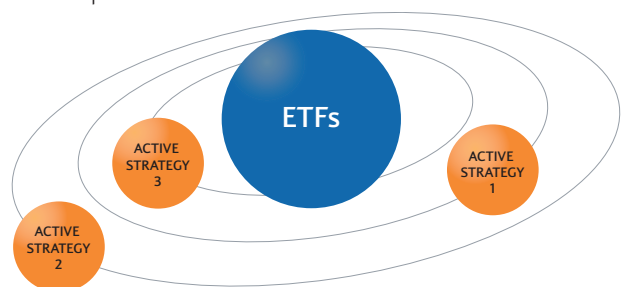 ETFs
ACTIVE
STRATEGY
3
ACTIVE
STRATEGY
1
ACTIVE
STRATEGY
2